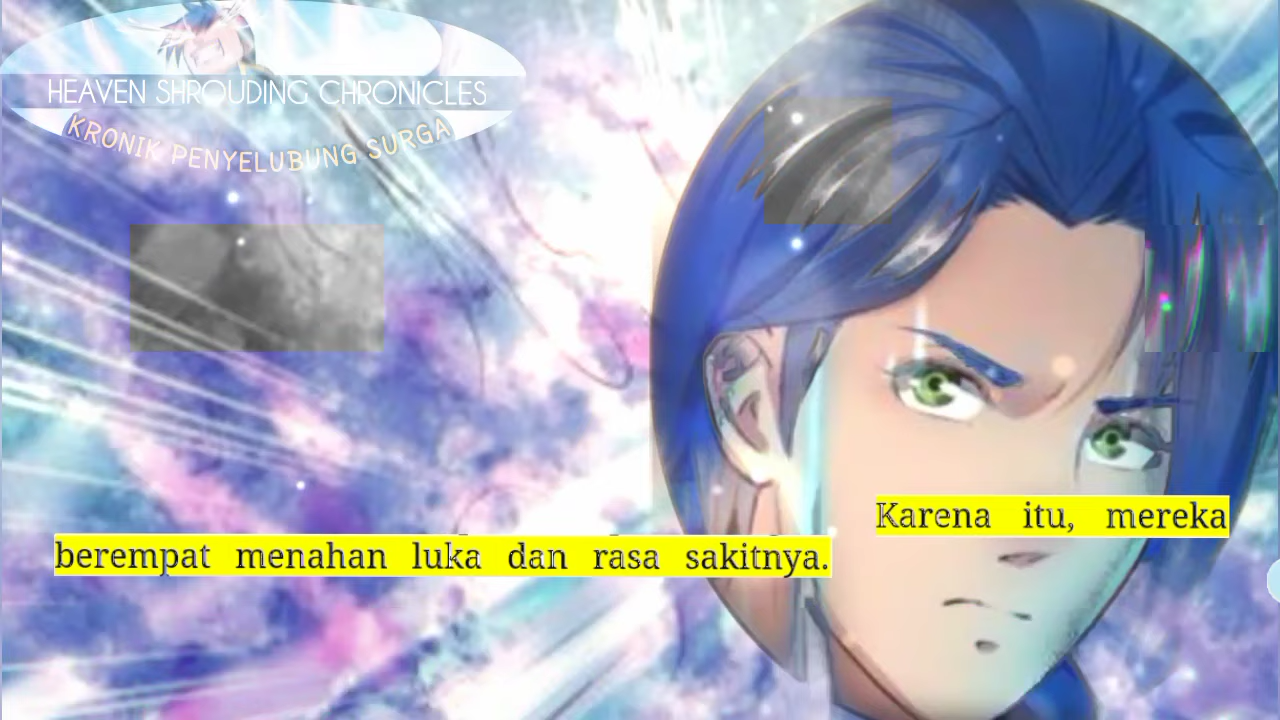 HEAVEN SHROUDING CHRONICLES
KRONIK PENYELUBUNG SURGA
Karena itu, mereka
berempat menahan luka dan rasa sakitnya.